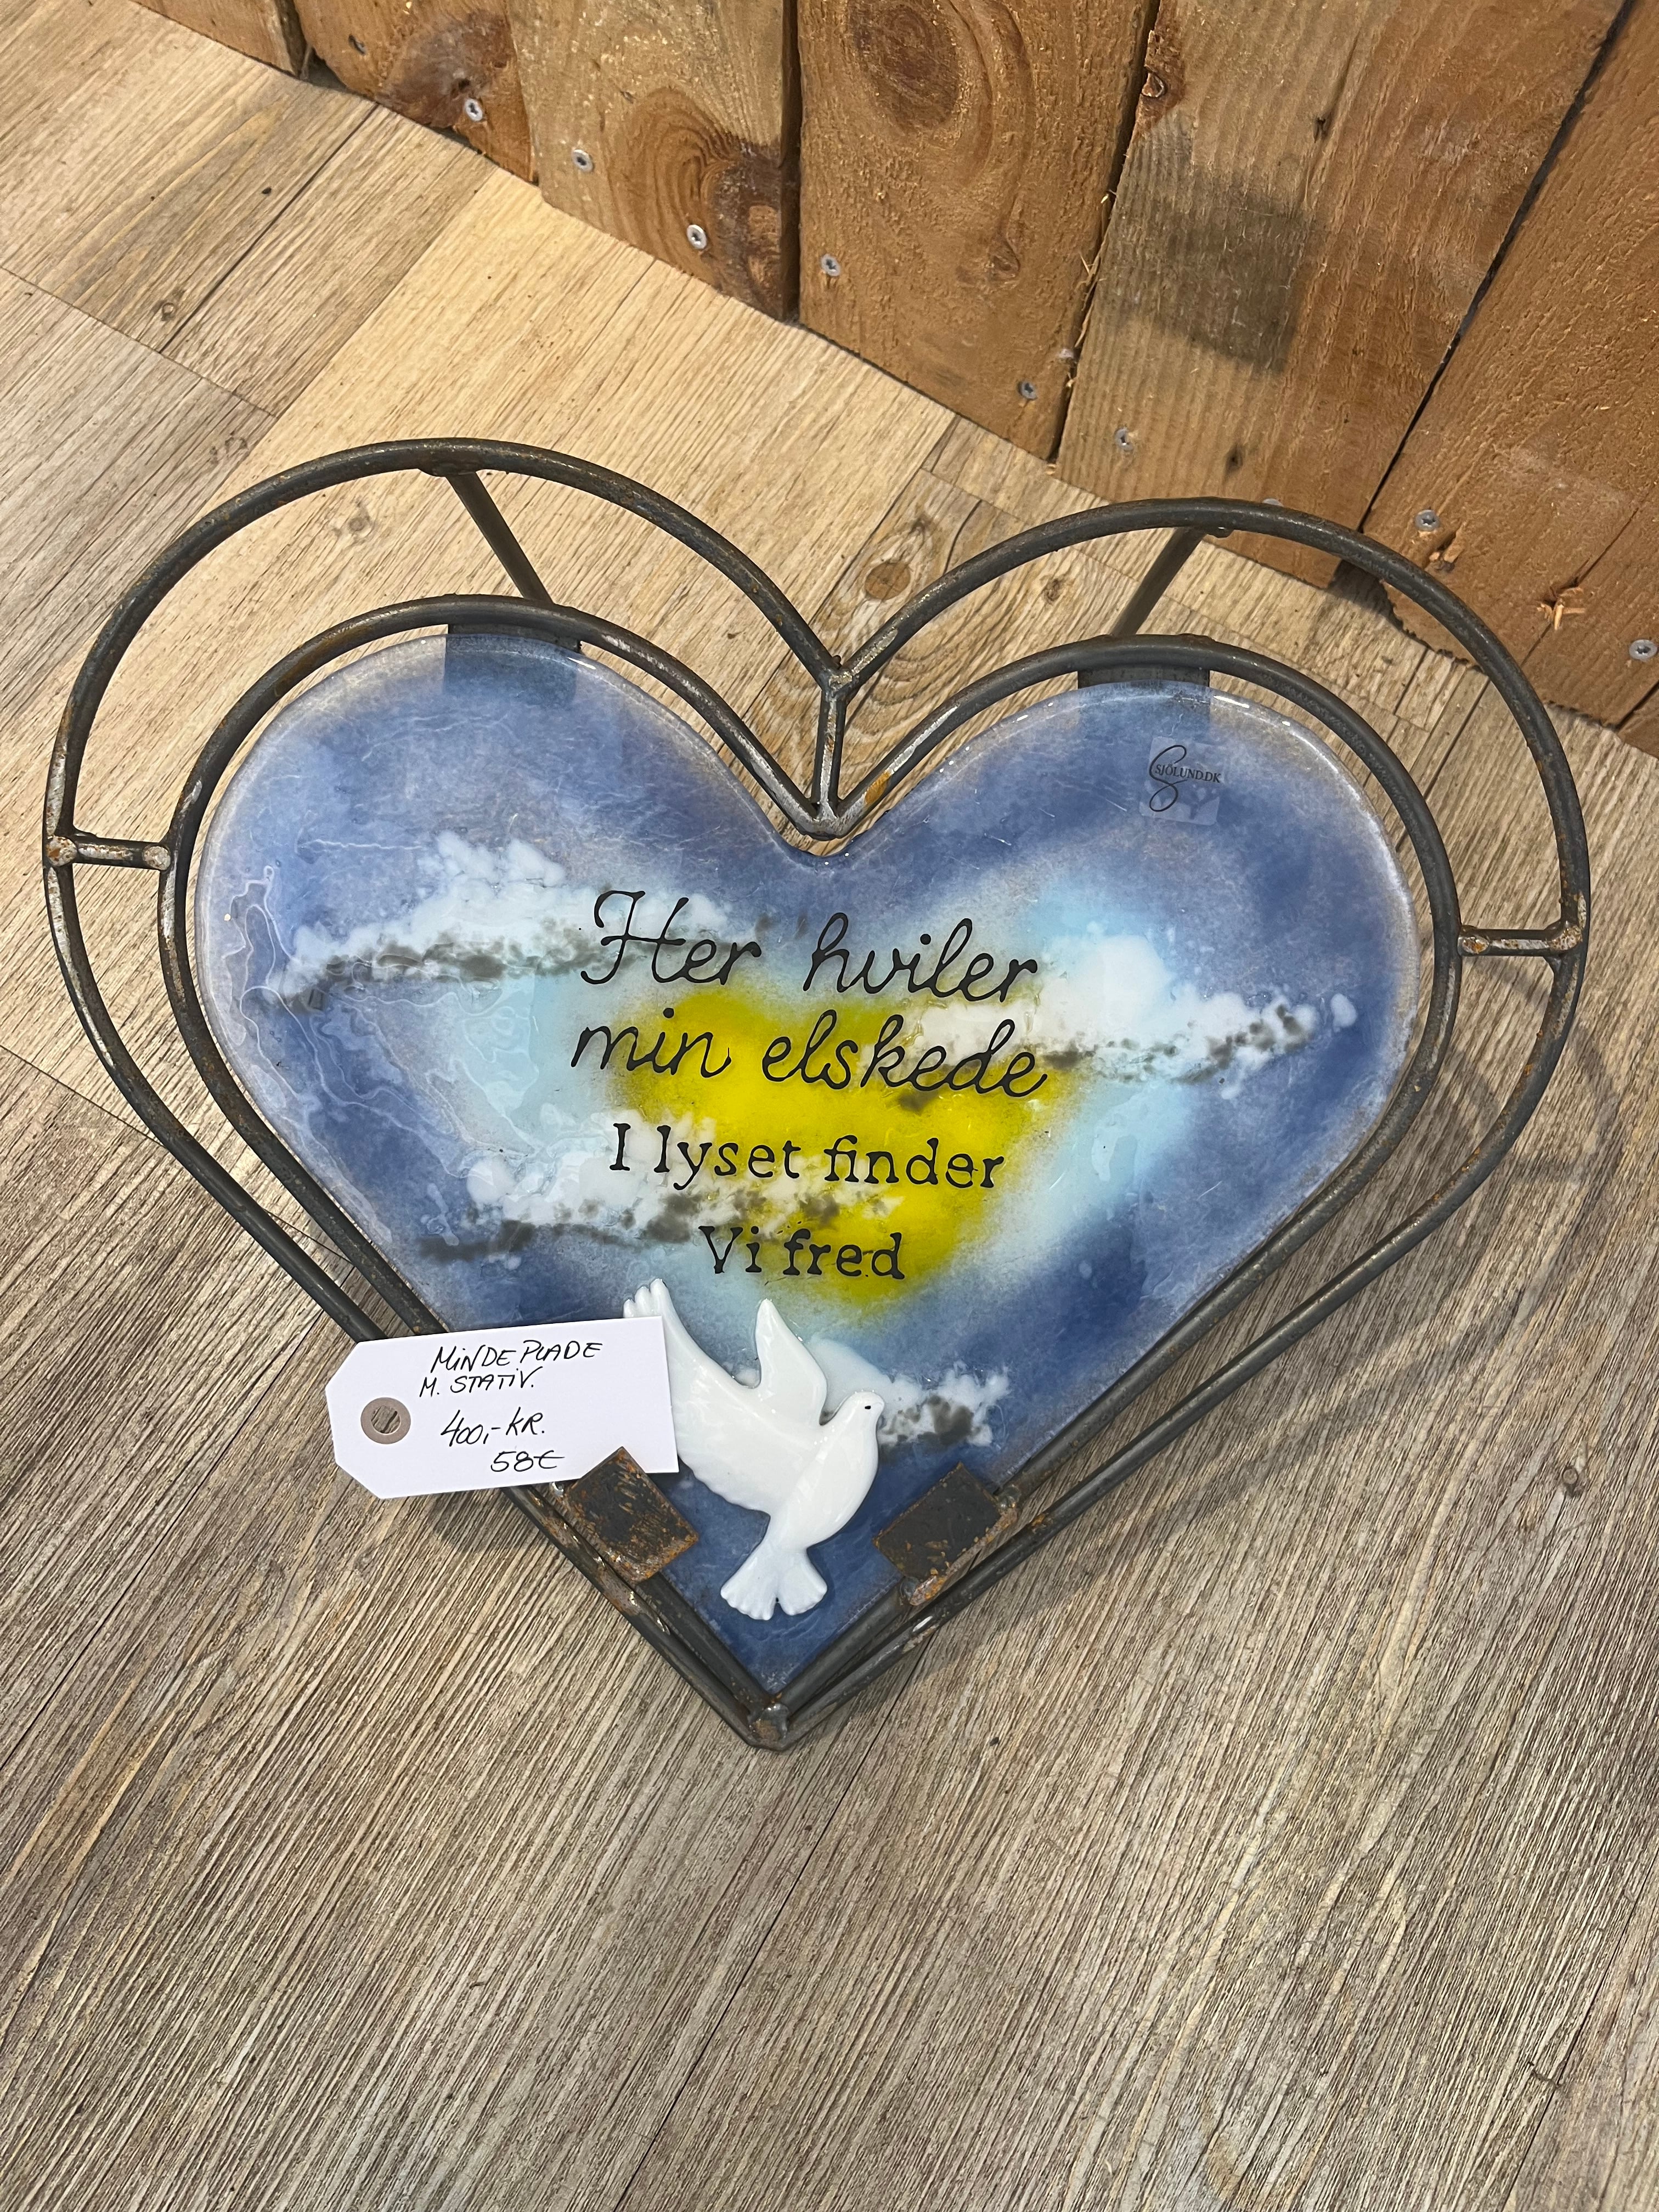 SJÖLUND.DK
Her hviler
min elskede
I lyset finder
Vi fred
MINDEPLADE
M. STATIV.
400,- KR.
58€